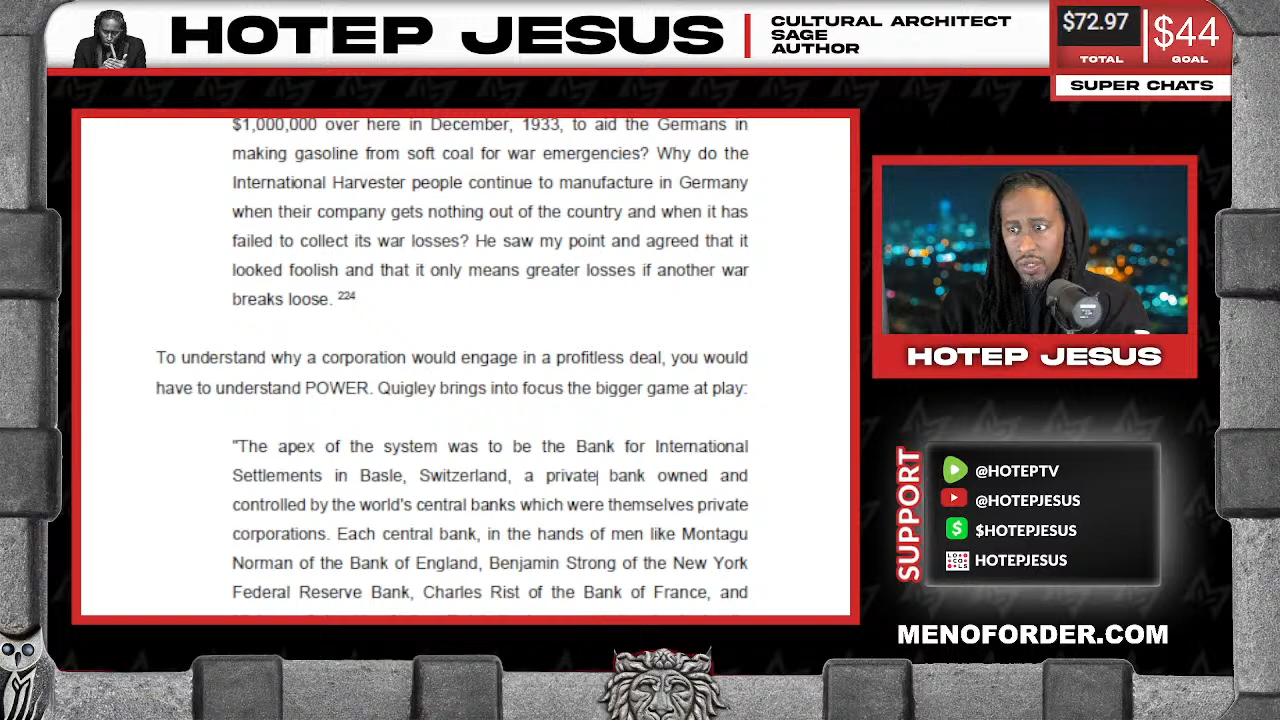 HOTEP JESUS
CULTURAL ARCHITECT
SAGE
AUTHOR
$72.97
TOTAL
$44
GOAL
SUPER CHATS
$1,000,000 over here in December, 1933, to aid the Germans in
making gasoline from soft coal for war emergencies? Why do the
International Harvester people continue to manufacture in Germany
when their company gets nothing out of the country and when it has
failed to collect its war losses? He saw my point and agreed that it
looked foolish and that it only means greater losses if another war
breaks loose. 224
To understand why a corporation would engage in a profitless deal, you would
have to understand POWER. Quigley brings into focus the bigger game at play:
"The apex of the system was to be the Bank for International
Settlements in Basle, Switzerland, a private bank owned and
controlled by the world's central banks which were themselves private
corporations. Each central bank, in the hands of men like Montagu
Norman of the Bank of England, Benjamin Strong of the New York
Federal Reserve Bank, Charles Rist of the Bank of France, and
HOTEP JESUS
SUPPORT
@HOTEPTV
@HOTEPJESUS
$HOTEPJESUS
LOCALS
HOTEPJESUS
MENOFORDER.COM